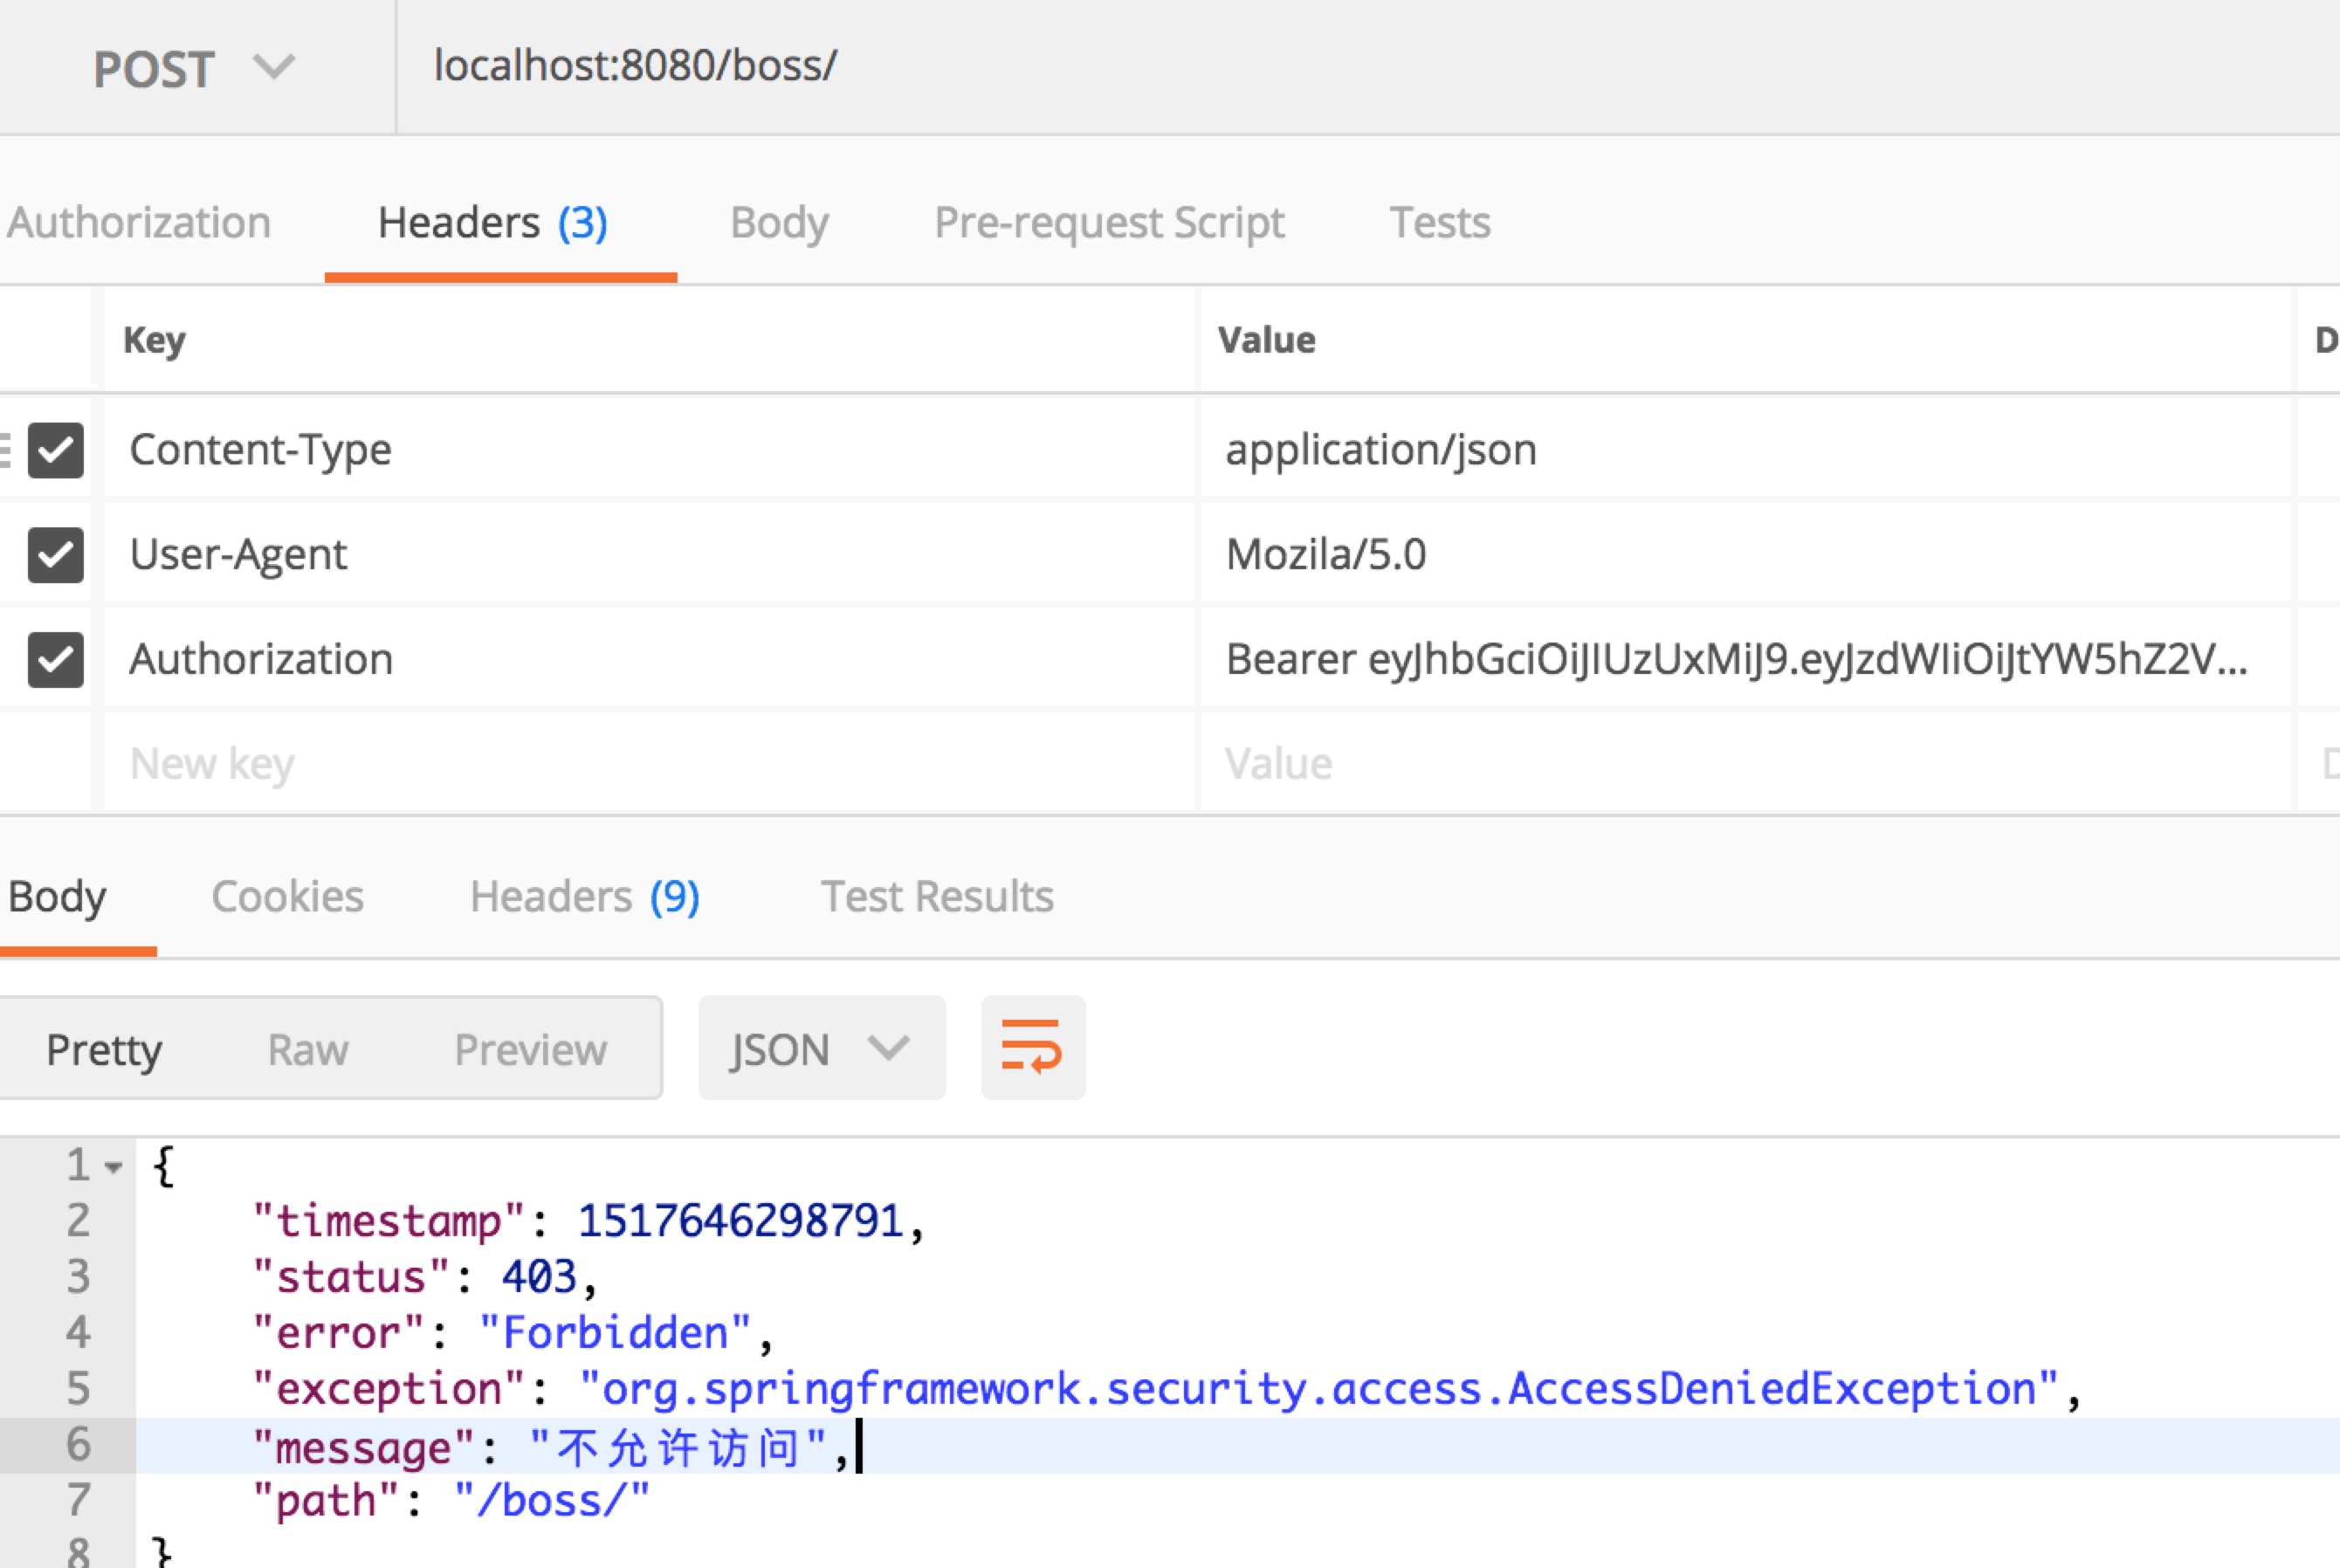 POST localhost:8080/boss/
Authorization Headers (3) Body Pre-request Script Tests
Key Value D
Content-Type application/json
User-Agent Mozila/5.0
Authorization Bearer eyJhbGciOiJIUzUxMiJ9.eyJzdWIiOiJtYW5hZ2V...
New key Value D
Body Cookies Headers (9) Test Results
Pretty Raw Preview JSON
1 {
2 "timestamp": 1517646298791,
3 "status": 403,
4 "error": "Forbidden",
5 "exception": "org.springframework.security.access.AccessDeniedException",
6 "message": "不允许访问",
7 "path": "/boss/"
8 }